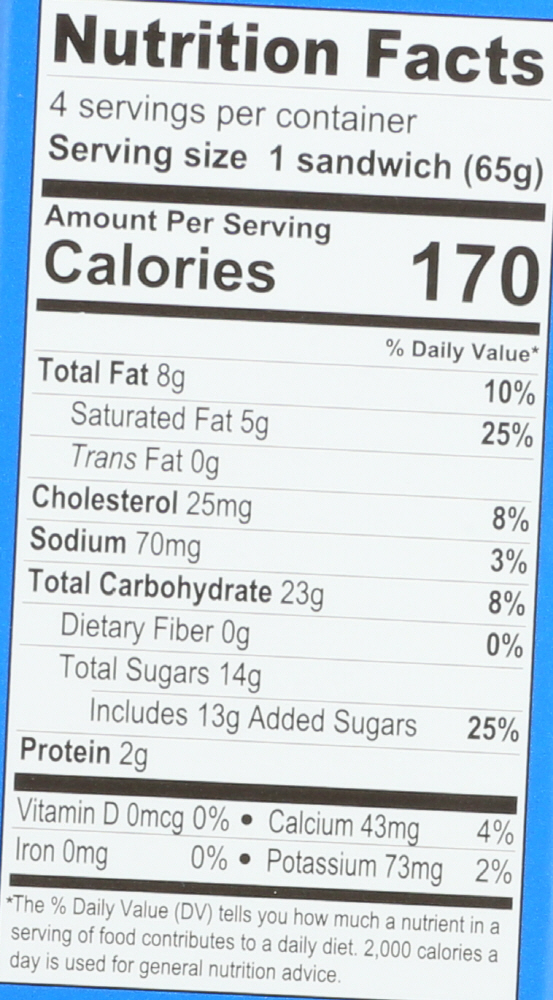 Nutrition Facts
4 servings per container
Serving size 1 sandwich (65g)
Amount Per Serving
Calories 170
% Daily Value*
Total Fat 8g 10%
Saturated Fat 5g 25%
Trans Fat 0g
Cholesterol 25mg 8%
Sodium 70mg 3%
Total Carbohydrate 23g 8%
Dietary Fiber 0g 0%
Total Sugars 14g
Includes 13g Added Sugars 25%
Protein 2g
Vitamin D 0mcg 0% • Calcium 43mg 4%
Iron 0mg 0% • Potassium 73mg 2%
*The % Daily Value (DV) tells you how much a nutrient in a
serving of food contributes to a daily diet. 2,000 calories a
day is used for general nutrition advice.